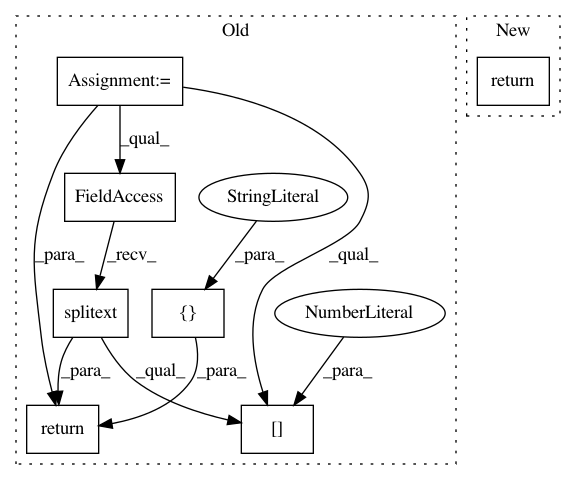 Old
New
Assignment:=
return
_qual_
FieldAccess
StringLiteral
_para_
_recv_
_para_
_qual_
splitext
{}
NumberLiteral
_para_
_qual_
_para_
_para_
return
[]